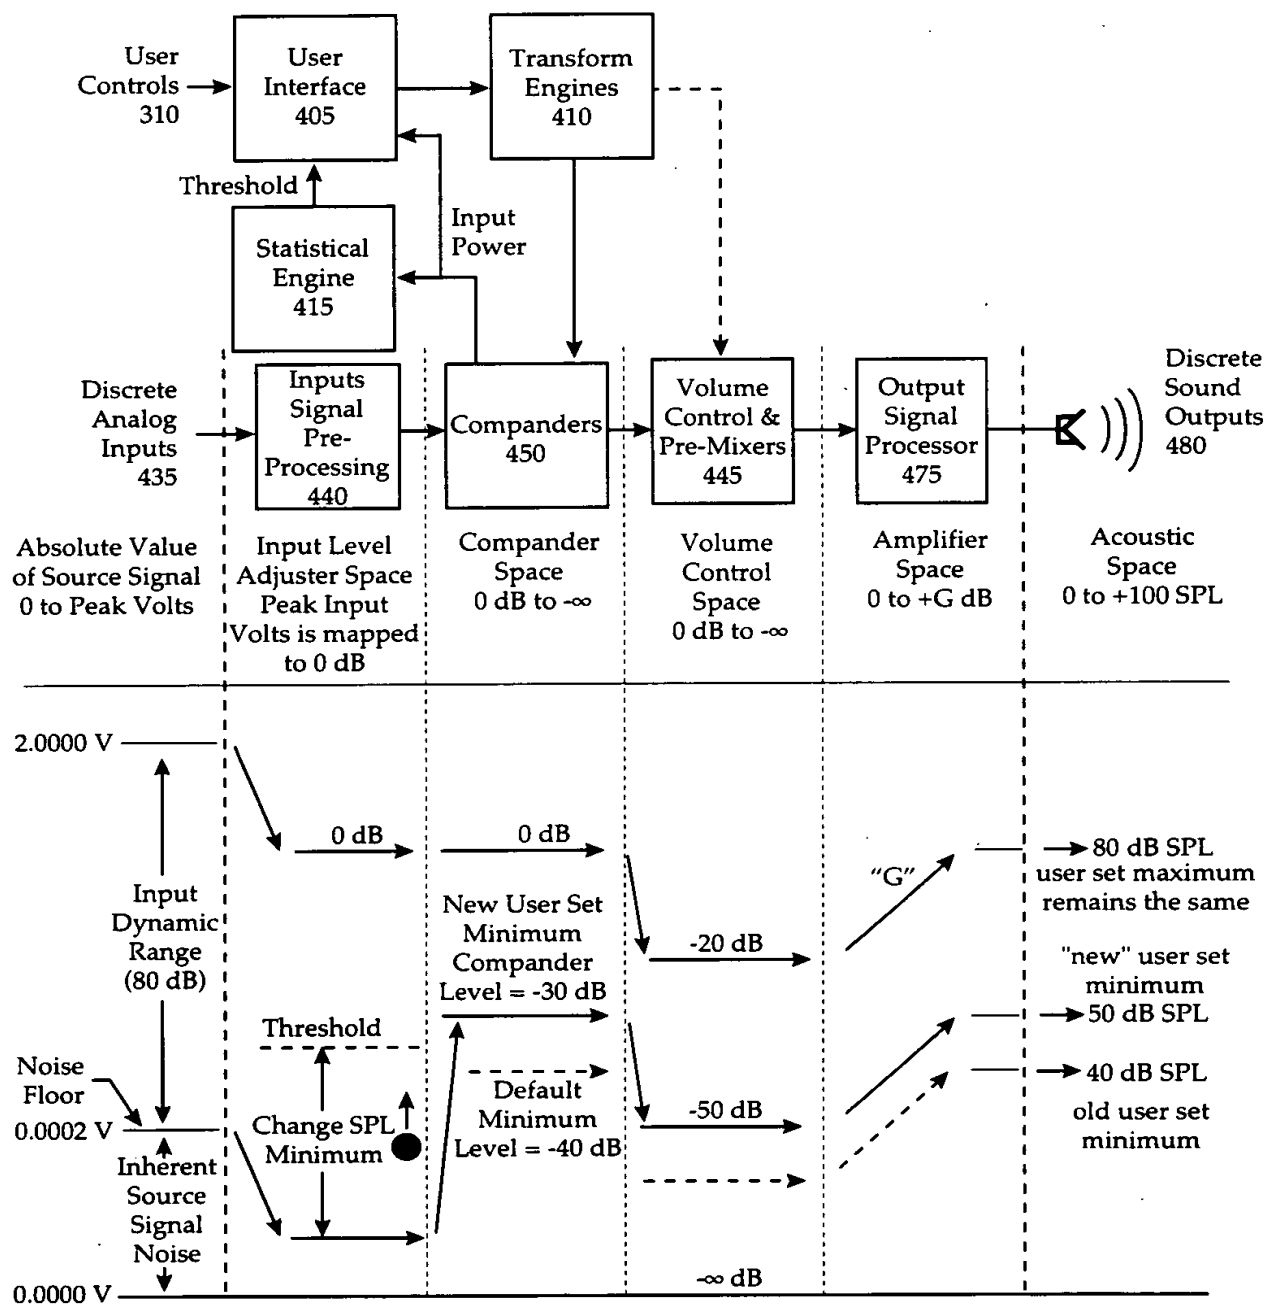 User
Controls
310
User
Interface
405
Transform
Engines
410
Threshold
Input
Power
Statistical
Engine
415
Discrete
Analog
Inputs
435
Inputs
Signal
Pre-
Processing
440
Companders
450
Volume
Control &
Pre-Mixers
445
Output
Signal
Processor
475
Discrete
Sound
Outputs
480
Absolute Value
of Source Signal
0 to Peak Volts
Input Level
Adjuster Space
Peak Input
Volts is mapped
to 0 dB
Compander
Space
0 dB to -∞
Volume
Control
Space
0 dB to -∞
Amplifier
Space
0 to +G dB
Acoustic
Space
0 to +100 SPL
2.0000 V
Input
Dynamic
Range
(80 dB)
Noise
Floor
0.0002 V
Inherent
Source
Signal
Noise
0.0000 V
0 dB
Threshold
Change SPL
Minimum
0 dB
New User Set
Minimum
Compander
Level = -30 dB
Default
Minimum
Level = -40 dB
-20 dB
-50 dB
-∞ dB
"G"
80 dB SPL
user set maximum
remains the same
"new" user set
minimum
50 dB SPL
40 dB SPL
old user set
minimum